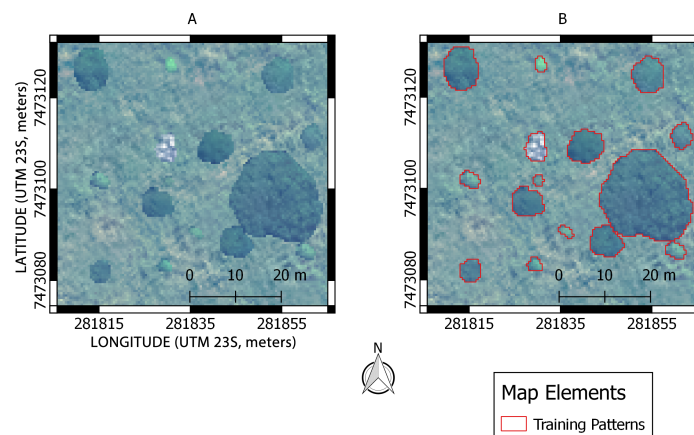 A
B
7473120
7473100
7473080
LATITUDE (UTM 23S, meters)
0 10 20 m
281815 281835 281855
LONGITUDE (UTM 23S, meters)
7473120
7473100
7473080
0 10 20 m
281815 281835 281855
N
Map Elements
Training Patterns